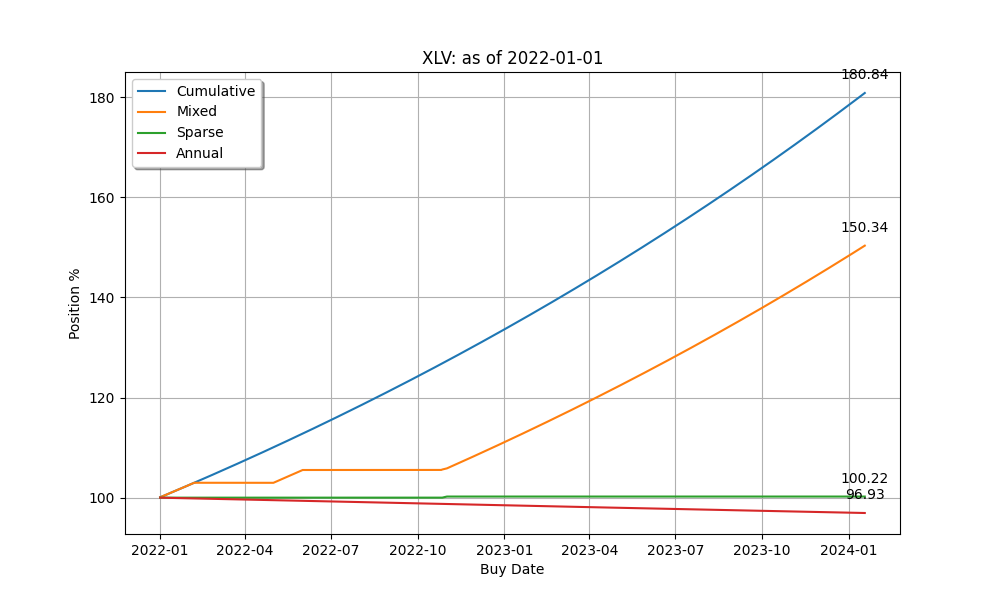 XLV: as of 2022-01-01
180.84
180
Cumulative
Mixed
Sparse
Annual
160
150.34
140
120
100.22
96.93
100
Position %
2022-01 2022-04 2022-07 2022-10 2023-01 2023-04 2023-07 2023-10 2024-01
Buy Date